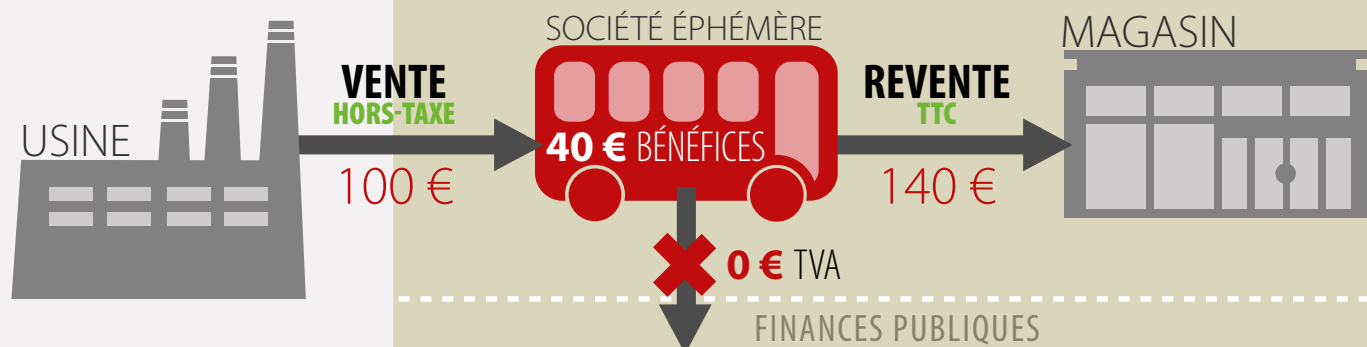 USINE
VENTE
HORS-TAXE
100 €
SOCIÉTÉ ÉPHÉMÈRE
40 € BÉNÉFICES
REVENTE
TTC
140 €
MAGASIN
0 € TVA
FINANCES PUBLIQUES